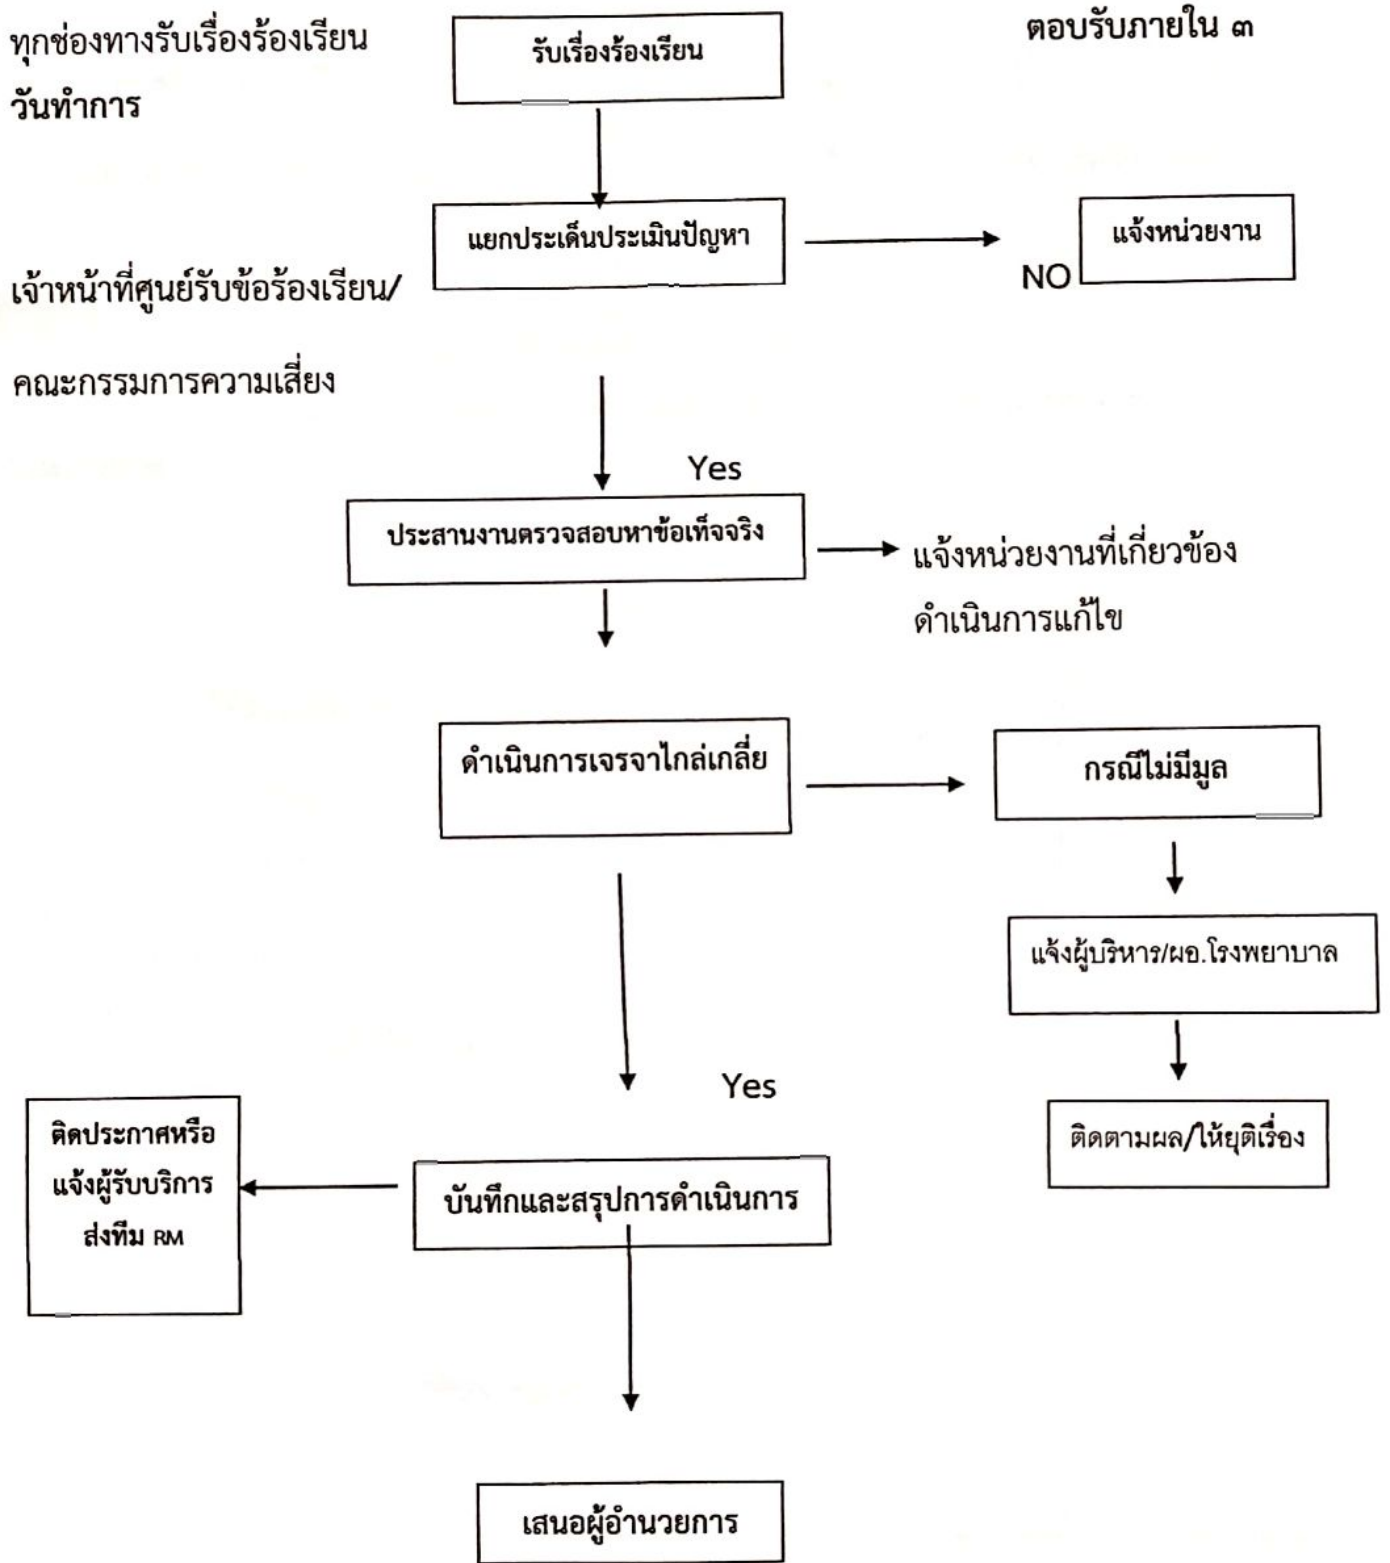 ทุกช่องทางรับเรื่องร้องเรียน
รับเรื่องร้องเรียน
ตอบรับภายใน ๓
วันทำการ
แยกประเด็นประเมินปัญหา
แจ้งหน่วยงาน
NO
เจ้าหน้าที่ศูนย์รับข้อร้องเรียน/
คณะกรรมการความเสี่ยง
Yes
ประสานงานตรวจสอบหาข้อเท็จจริง
แจ้งหน่วยงานที่เกี่ยวข้อง
ดำเนินการแก้ไข
ดำเนินการเจรจาไกล่เกลี่ย
กรณีไม่มีมูล
แจ้งผู้บริหาร/ผอ.โรงพยาบาล
Yes
ติดตามผล/ให้ยุติเรื่อง
ติดประกาศหรือ
แจ้งผู้รับบริการ
ส่งทีม RM
บันทึกและสรุปการดำเนินการ
เสนอผู้อำนวยการ